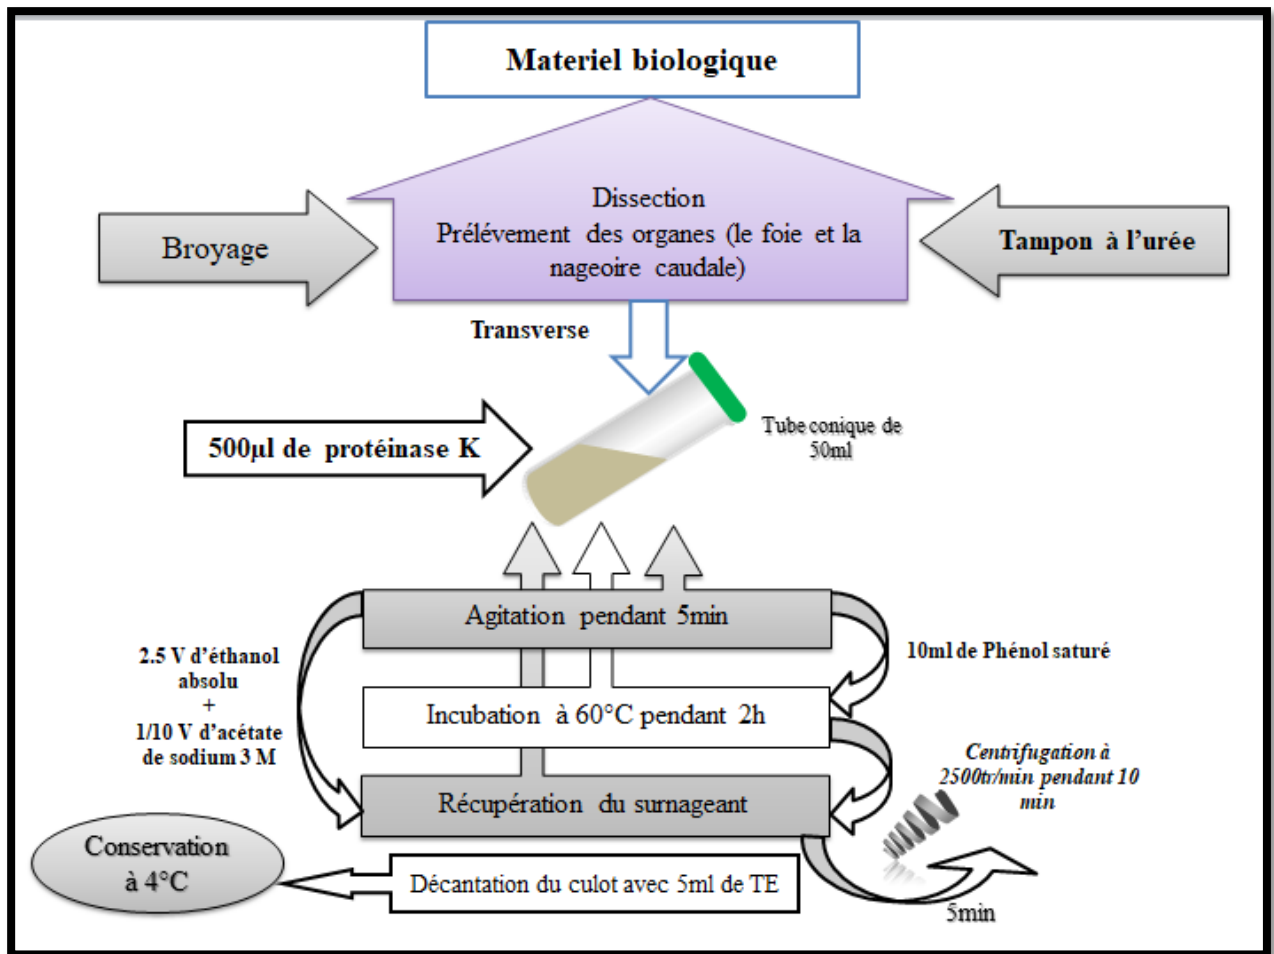 Materiel biologique
Dissection
Prélévement des organes (le foie et la
nageoire caudale)
Broyage
Tampon à l'urée
Transverse
Tube conique de
50ml
500µl de protéinase K
Agitation pendant 5min
10ml de Phénol saturé
2.5 V d'éthanol
absolu
+
1/10 V d'acétate
de sodium 3 M
Incubation à 60°C pendant 2h
Centrifugation à
2500tr/min pendant 10
min
Récupération du surnageant
Conservation
à 4°C
Décantation du culot avec 5ml de TE
5min